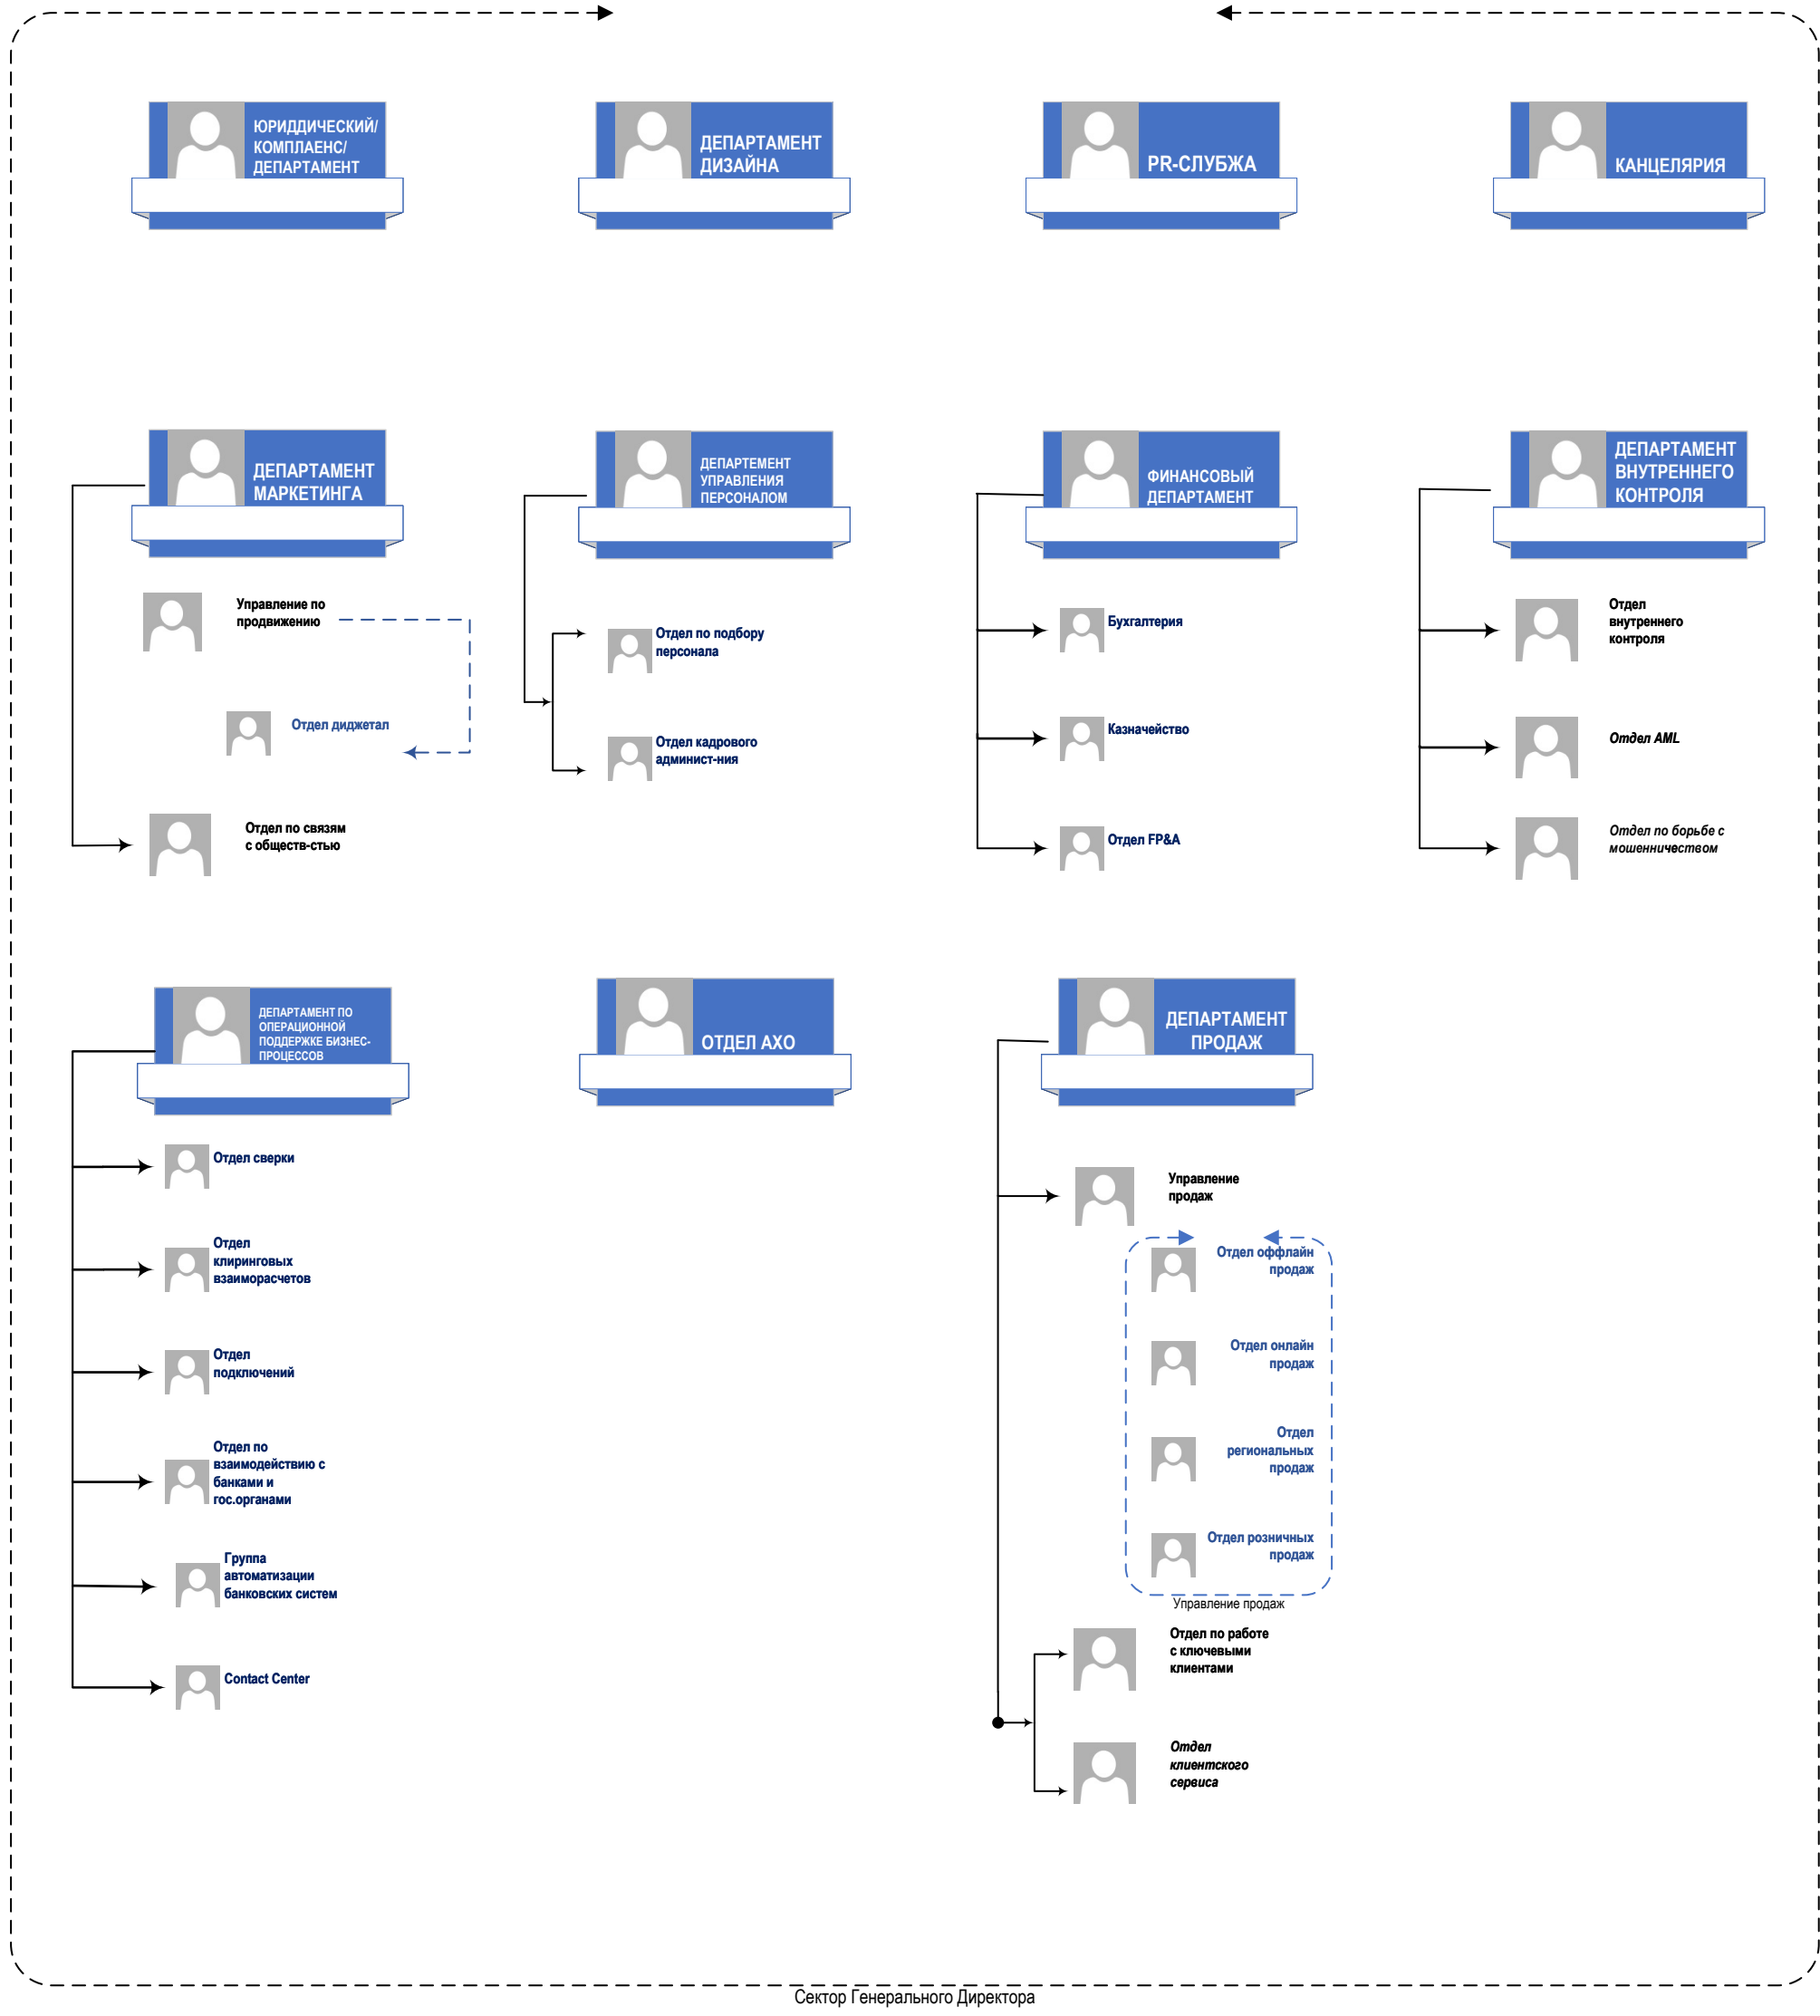 ЮРИДДИЧЕСКИЙ/
КОМПЛАЕНС/
ДЕПАРТАМЕНТ
ДЕПАРТАМЕНТ
ДИЗАЙНА
PR-СЛУБЖА
КАНЦЕЛЯРИЯ
ДЕПАРТАМЕНТ
МАРКЕТИНГА
ДЕПАРТЕМЕНТ
УПРАВЛЕНИЯ
ПЕРСОНАЛОМ
ФИНАНСОВЫЙ
ДЕПАРТАМЕНТ
ДЕПАРТАМЕНТ
ВНУТРЕННЕГО
КОНТРОЛЯ
Управление по
продвижению
Отдел диджетал
Отдел по связям
с обществ-стью
Отдел по подбору
персонала
Отдел кадрового
админист-ния
Бухгалтерия
Казначейство
Отдел FP&A
Отдел
внутреннего
контроля
Отдел AML
Отдел по борьбе с
мошенничеством
ДЕПАРТАМЕНТ ПО
ОПЕРАЦИОННОЙ
ПОДДЕРЖКЕ БИЗНЕС-
ПРОЦЕССОВ
ОТДЕЛ АХО
ДЕПАРТАМЕНТ
ПРОДАЖ
Отдел сверки
Отдел
клиринговых
взаиморасчетов
Отдел
подключений
Отдел по
взаимодействию с
банками и
гос.органами
Группа
автоматизации
банковских систем
Contact Center
Управление
продаж
Отдел оффлайн
продаж
Отдел онлайн
продаж
Отдел
региональных
продаж
Отдел розничных
продаж
Управление продаж
Отдел по работе
с ключевыми
клиентами
Отдел
клиентского
сервиса
Сектор Генерального Директора